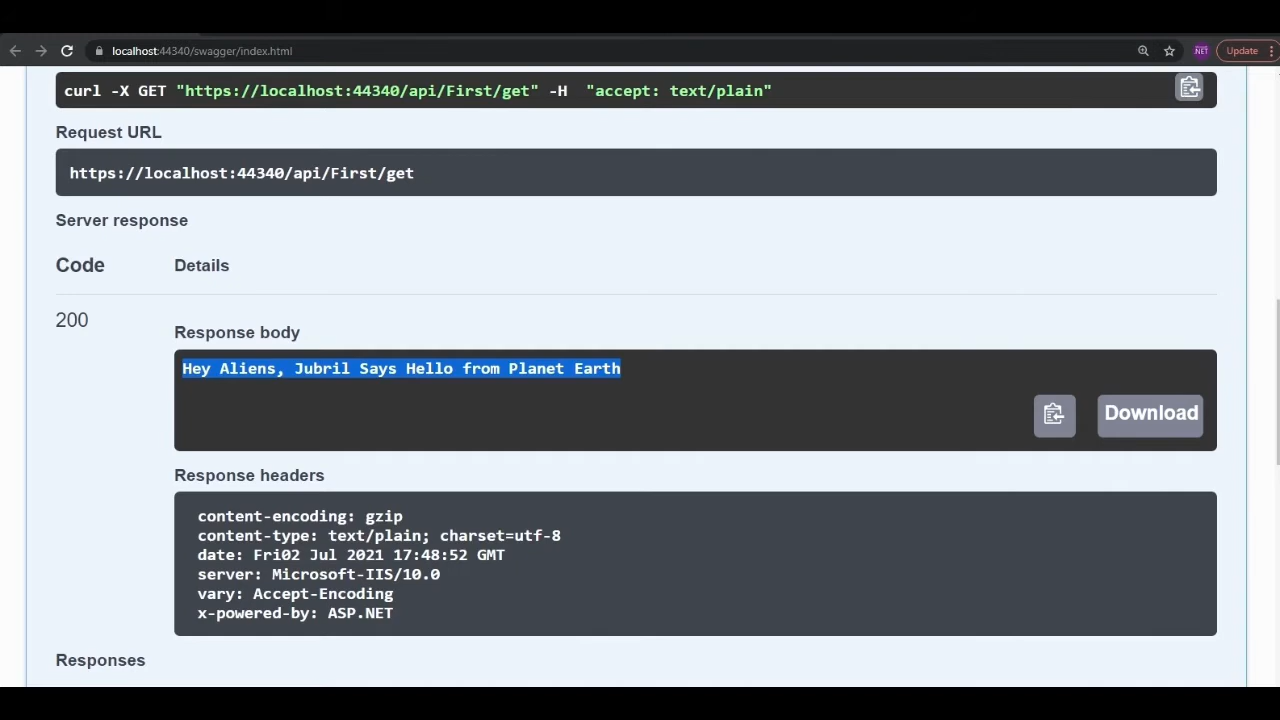 localhost:44340/swagger/index.html
.NET
Update
curl -X GET "https://localhost:44340/api/First/get" -H  "accept: text/plain"
Request URL
https://localhost:44340/api/First/get
Server response
Code Details
200
Response body
Hey Aliens, Jubril Says Hello from Planet Earth
Download
Response headers
content-encoding: gzip
content-type: text/plain; charset=utf-8
date: Fri02 Jul 2021 17:48:52 GMT
server: Microsoft-IIS/10.0
vary: Accept-Encoding
x-powered-by: ASP.NET
Responses